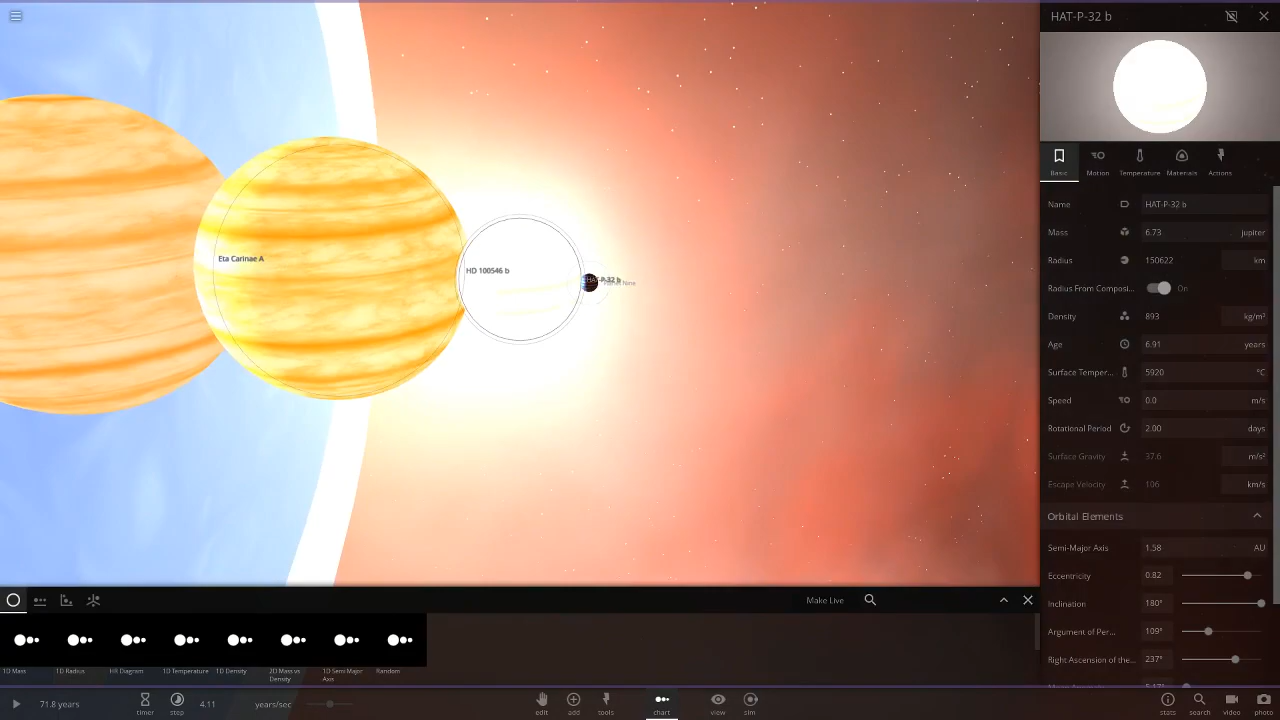 HAT-P-32 b
Basic
Motion
Temperature
Materials
Actions
Name HAT-P-32 b
Mass 6.73 jupiter
Radius 150622 km
Radius From Composi... On
Density 893 kg/m³
Age 6.91 years
Surface Temper... 5920 °C
Speed 0.0 m/s
Rotational Period 2.00 days
Surface Gravity 37.6 m/s²
Escape Velocity 106 km/s
Orbital Elements
Semi-Major Axis 1.58 AU
Eccentricity 0.82
Inclination 180°
Argument of Per... 109°
Right Ascension of the... 237°
Eta Carinae A
HD 100546 b
HAT-P-32 b
Nine
Make Live
1D Mass
1D Radius
HR Diagram
1D Temperature
1D Density
2D Mass vs
Density
1D Semi-Major
Axis
Random
71.8 years
timer
step
4.11 years/sec
edit
add
tools
chart
view
sim
stats
search
video
photo